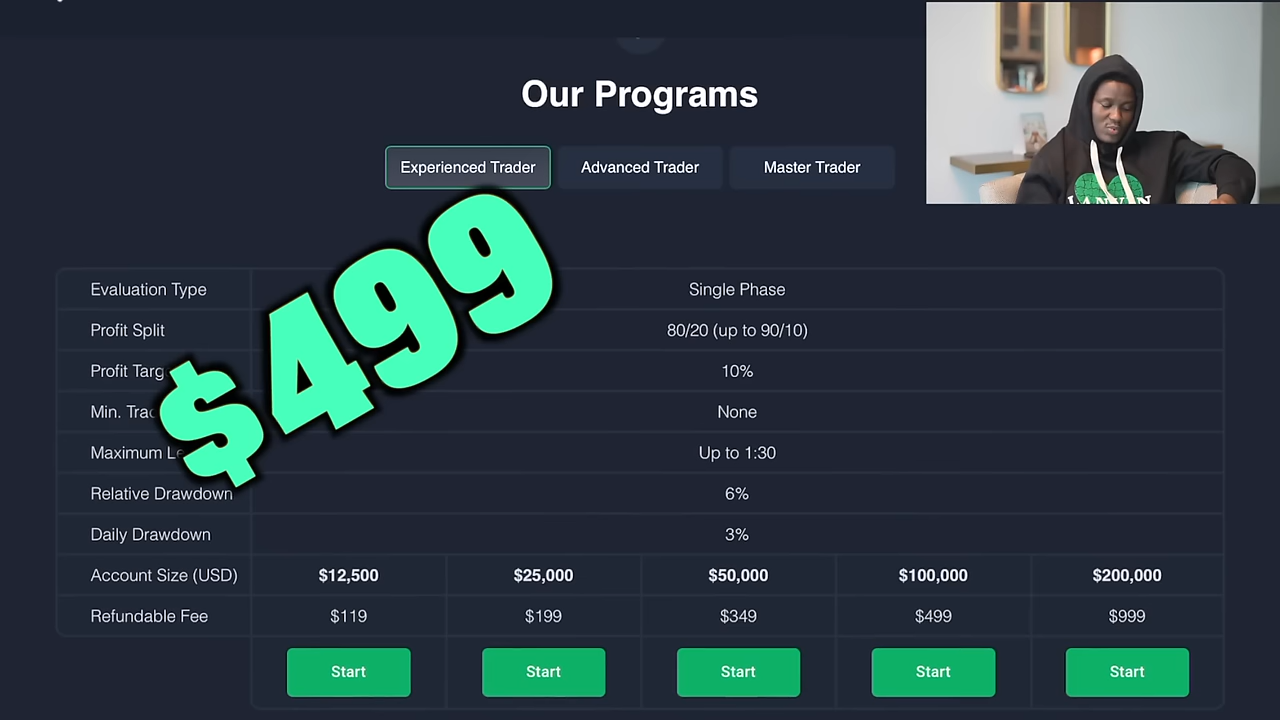 Our Programs
Experienced Trader
Advanced Trader
Master Trader
$499
Evaluation Type
Single Phase
Profit Split
80/20 (up to 90/10)
Profit Targ
10%
Min. Trac
None
Maximum Le
Up to 1:30
Relative Drawdown
6%
Daily Drawdown
3%
Account Size (USD)
$12,500
$25,000
$50,000
$100,000
$200,000
Refundable Fee
$119
$199
$349
$499
$999
Start
Start
Start
Start
Start
LANVIN